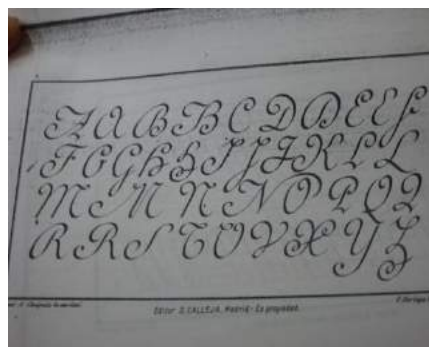 A A B B C D D E E F
F G G H H I J J K L L
M M N N O P Q Q
R R S T U V X Y Z
Editor S. CALLEJA, Madrid - Es propiedad.